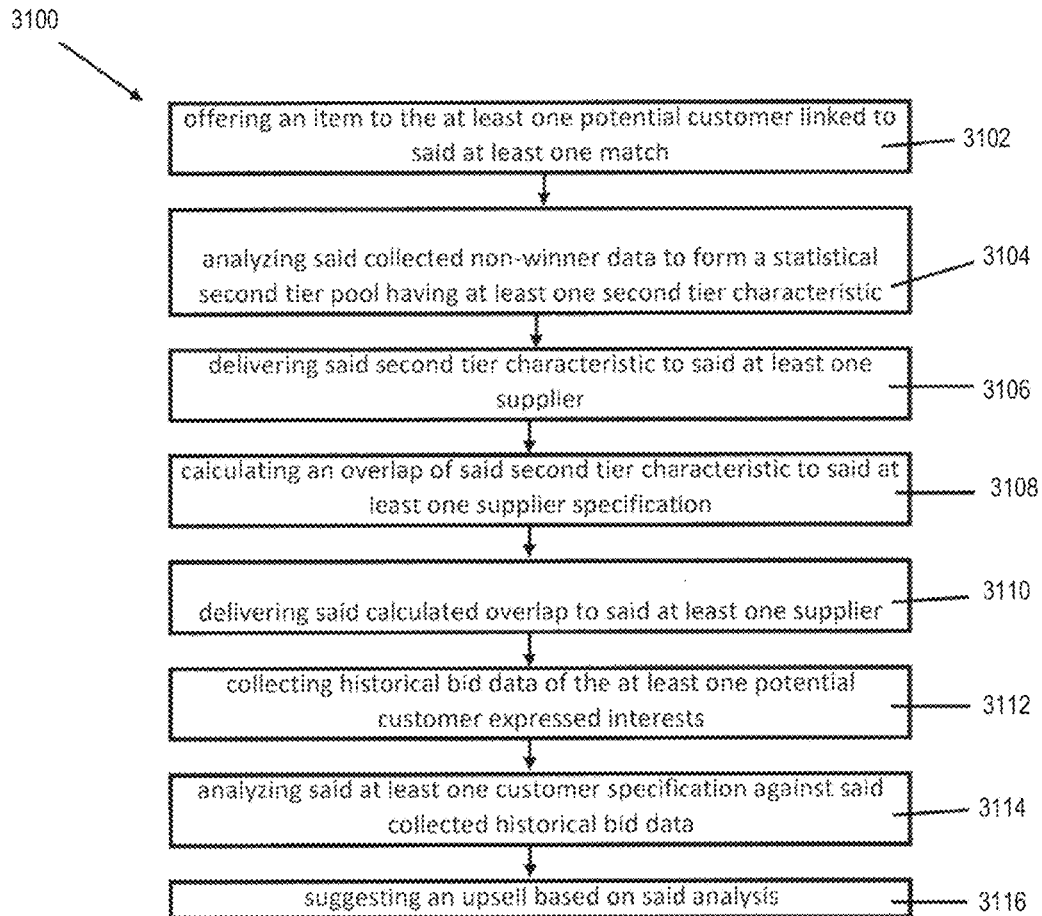 3100
offering an item to the at least one potential customer linked to
said at least one match
3102
analyzing said collected non-winner data to form a statistical
second tier pool having at least one second tier characteristic
3104
delivering said second tier characteristic to said at least one
supplier
3106
calculating an overlap of said second tier characteristic to said at
least one supplier specification
3108
delivering said calculated overlap to said at least one supplier
3110
collecting historical bid data of the at least one potential
customer expressed interests
3112
analyzing said at least one customer specification against said
collected historical bid data
3114
suggesting an upsell based on said analysis
3116